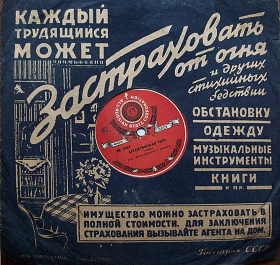 КАЖДЫЙ
ТРУДЯЩИЙСЯ
МОЖЕТ
Застраховать
от огня
и других
стихийных
бедствий
ОБСТАНОВКУ
ОДЕЖДУ
МУЗЫКАЛЬНЫЕ
ИНСТРУМЕНТЫ
КНИГИ
И ПР.
ИМУЩЕСТВО МОЖНО ЗАСТРАХОВАТЬ В
ПОЛНОЙ СТОИМОСТИ. ДЛЯ ЗАКЛЮЧЕНИЯ
СТРАХОВАНИЯ ВЫЗЫВАЙТЕ АГЕНТА НА ДОМ.
Госстрах СССР